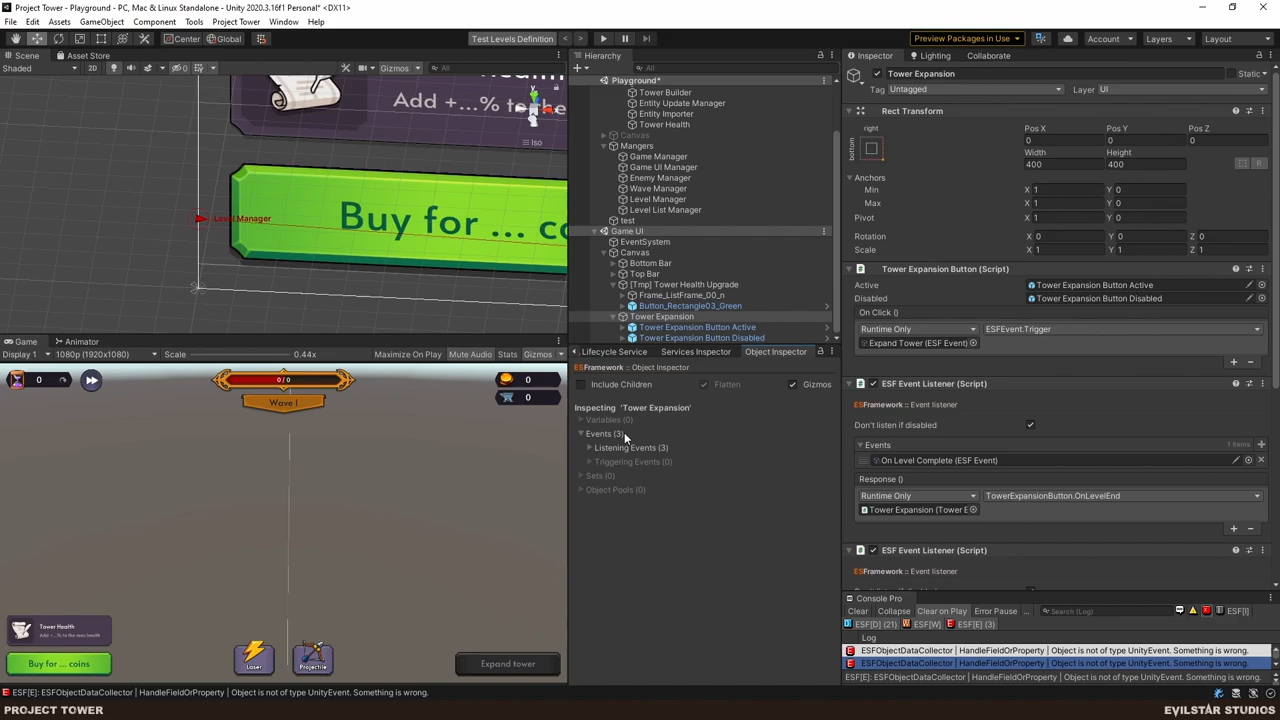 Project Tower - Playground - PC, Mac & Linux Standalone - Unity 2020.3.16f1 Personal* <DX11>
File Edit Assets GameObject Component Tools Project Tower Window Help
Center Global Test Levels Definition Preview Packages in Use Account Layers Layout
Scene Asset Store
Shaded 2D 0 Gizmos All
Add +...% to the
Iso
Level Manager
Buy for ... co
Game Animator
Display 1 1080p (1920x1080) Scale 0.44x Maximize On Play Mute Audio Stats Gizmos
0
0 / 0
0
Wave I
0
Tower Health
Add +...% to the max health
Buy for ... coins
Laser
Projectile
Expand tower
Hierarchy
All
Playground*
Tower Builder
Entity Update Manager
Entity Importer
Tower Health
Canvas
Mangers
Game Manager
Game UI Manager
Enemy Manager
Wave Manager
Level Manager
Level List Manager
test
Game UI
EventSystem
Canvas
Bottom Bar
Top Bar
[Tmp] Tower Health Upgrade
Frame_ListFrame_00_n
Button_Rectangle03_Green
Tower Expansion
Tower Expansion Button Active
Tower Expansion Button Disabled
Lifecycle Service Services Inspector Object Inspector
ESFramework :: Object Inspector
Include Children Flatten Gizmos
Inspecting 'Tower Expansion'
Variables (0)
Events (3)
Listening Events (3)
Triggering Events (0)
Sets (0)
Object Pools (0)
Inspector Lighting Collaborate
Tower Expansion Static
Tag Untagged Layer UI
Rect Transform
right
bottom
Pos X Pos Y Pos Z
0 0 0
Width Height
400 400
R
Anchors
Min X 1 Y 0
Max X 1 Y 0
Pivot X 1 Y 0
Rotation X 0 Y 0 Z 0
Scale X 1 Y 1 Z 1
Tower Expansion Button (Script)
Active Tower Expansion Button Active
Disabled Tower Expansion Button Disabled
On Click ()
Runtime Only ESFEvent.Trigger
Expand Tower (ESF Event)
ESF Event Listener (Script)
ESFramework :: Event listener
Don't listen if disabled
Events 1 Items
On Level Complete (ESF Event)
Response ()
Runtime Only TowerExpansionButton.OnLevelEnd
Tower Expansion (Tower E
ESF Event Listener (Script)
ESFramework :: Event listener
Console Pro
Clear Collapse Clear on Play Error Pause ... Search (Log) ESF[I]
ESF[D] (21) ESF[W] ESF[E] (3)
Log
ESFObjectDataCollector | HandleFieldOrProperty | Object is not of type UnityEvent. Something is wrong.
ESFObjectDataCollector | HandleFieldOrProperty | Object is not of type UnityEvent. Something is wrong.
ESF[E]: ESFObjectDataCollector | HandleFieldOrProperty | Object is not of type UnityEvent. Something is wrong.
ESF[E]: ESFObjectDataCollector | HandleFieldOrProperty | Object is not of type UnityEvent. Something is wrong.
PROJECT TOWER
EVILSTAR STUDIOS